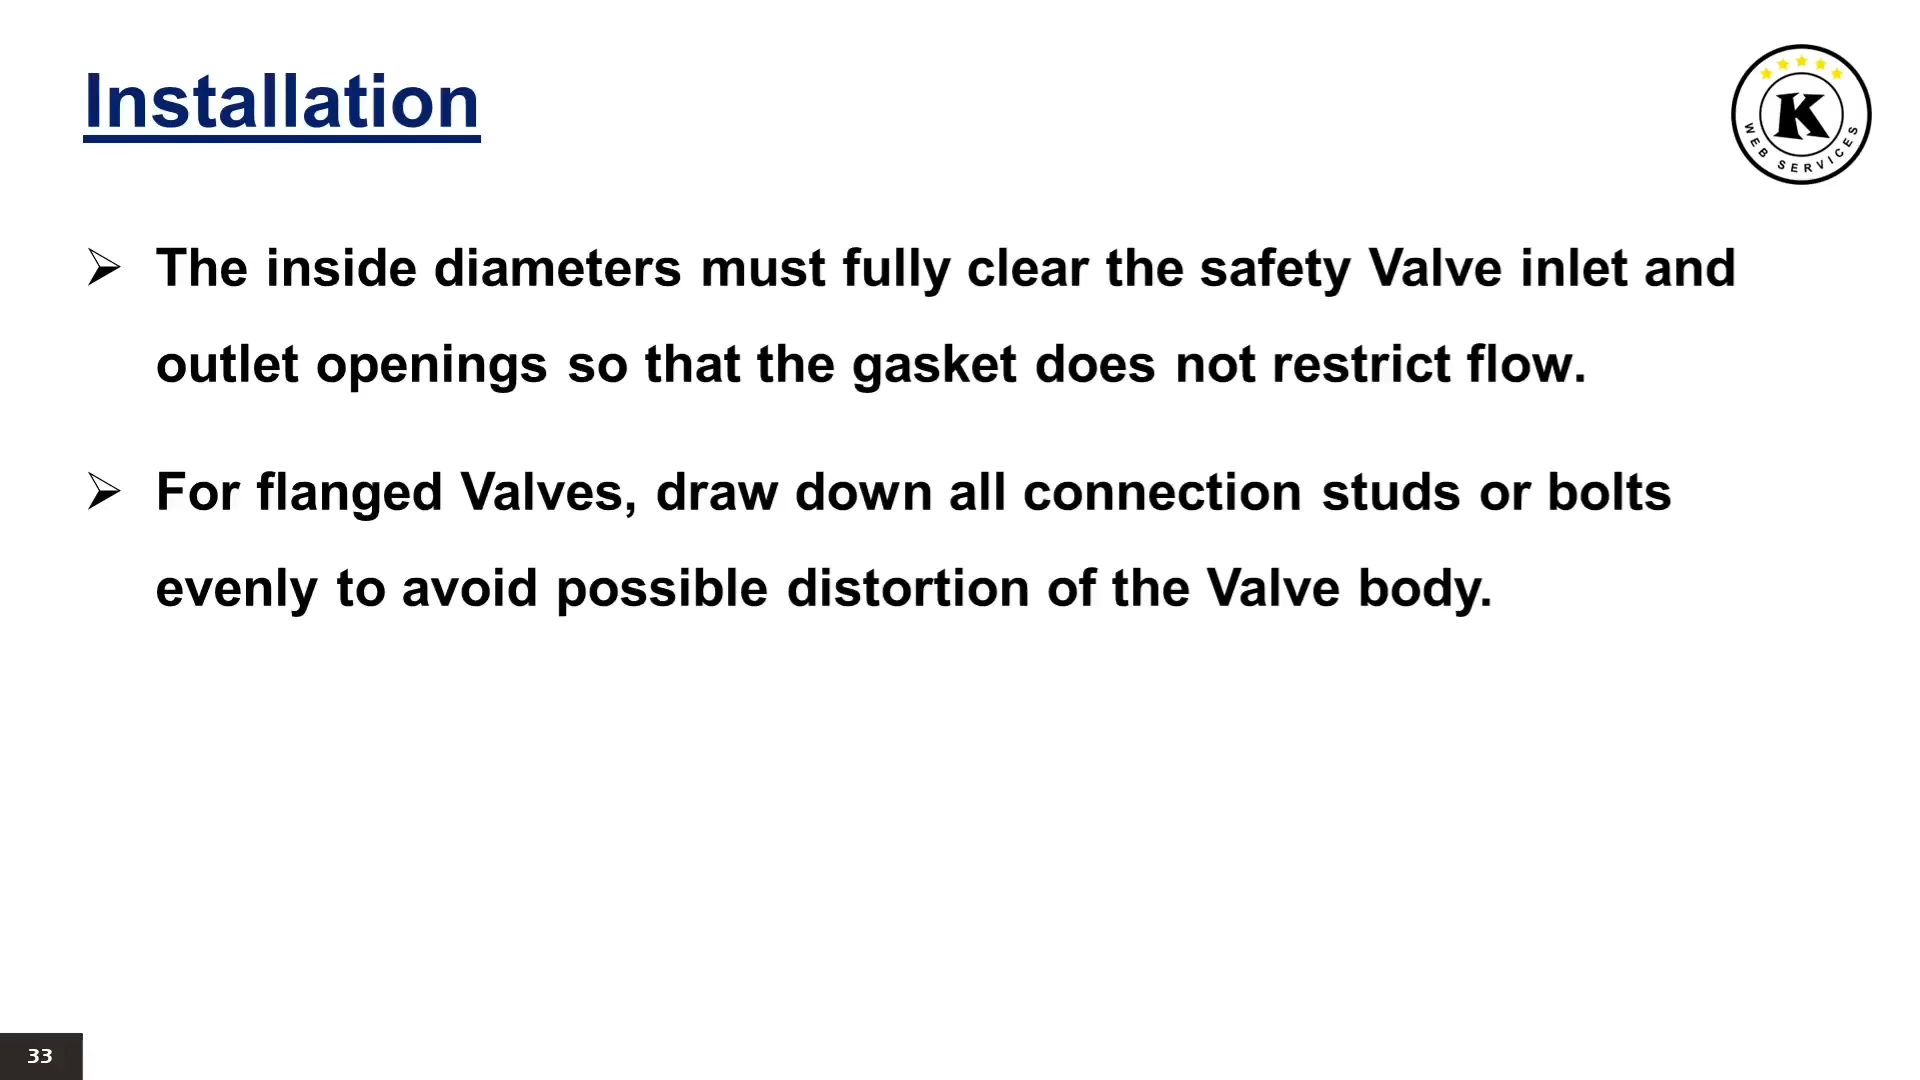 Installation
K
WEB SERVICES
➢ The inside diameters must fully clear the safety Valve inlet and
outlet openings so that the gasket does not restrict flow.
➢ For flanged Valves, draw down all connection studs or bolts
evenly to avoid possible distortion of the Valve body.
33